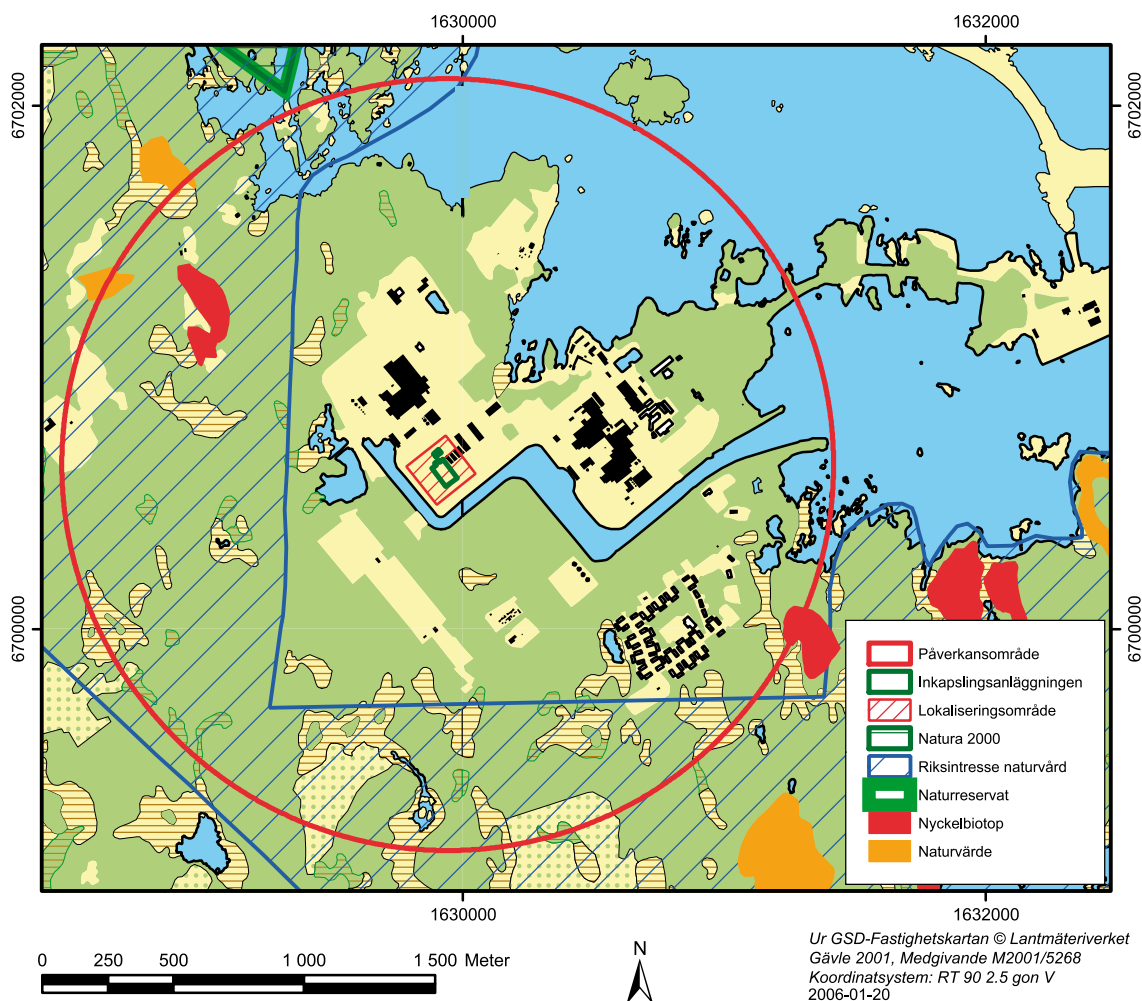 1630000
1632000
6702000
6702000
6700000
6700000
Påverkansområde
Inkapslingsanläggningen
Lokaliseringsområde
Natura 2000
Riksintresse naturvård
Naturreservat
Nyckelbiotop
Naturvärde
1630000
1632000
0 250 500 1 000 1 500 Meter
N
Ur GSD-Fastighetskartan © Lantmäteriverket
Gävle 2001, Medgivande M2001/5268
Koordinatsystem: RT 90 2.5 gon V
2006-01-20